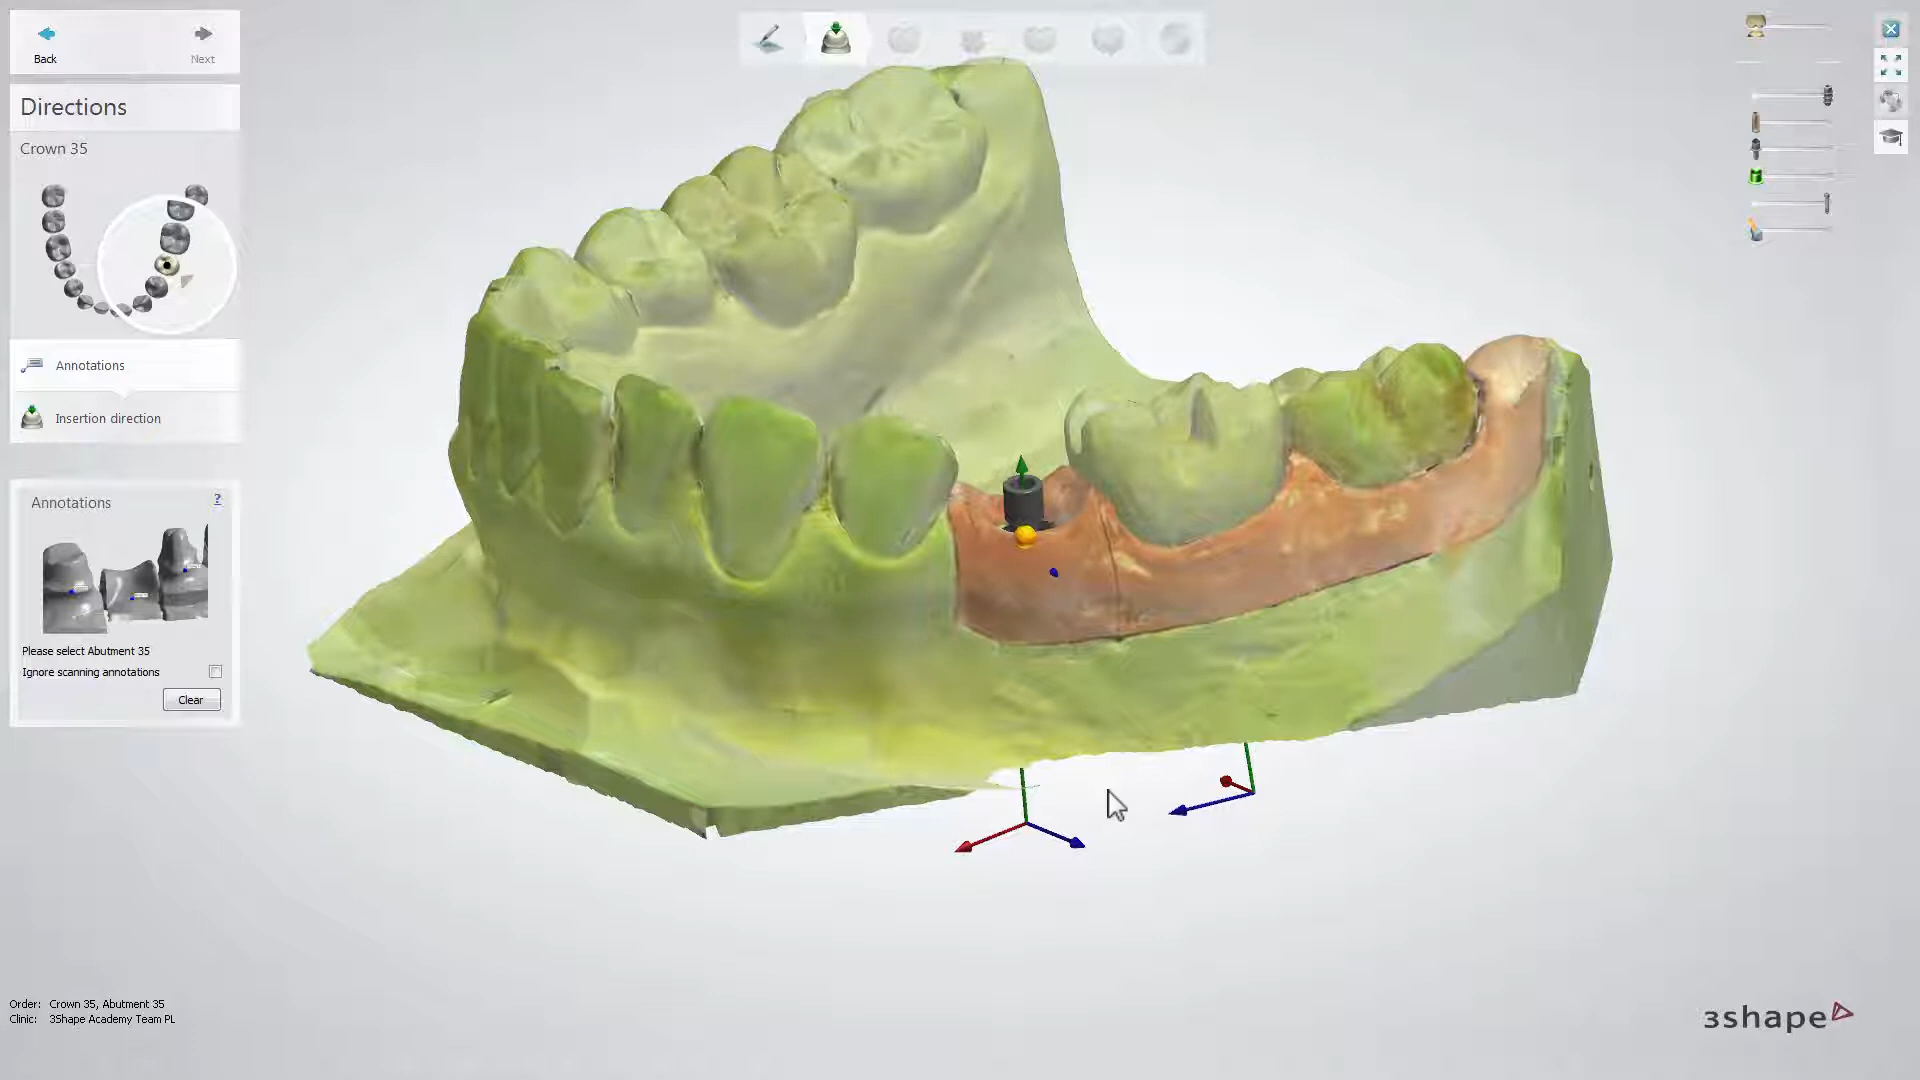 Back
Next
Directions
Crown 35
Annotations
Insertion direction
Annotations
?
Please select Abutment 35
Ignore scanning annotations
Clear
Order: Crown 35, Abutment 35
Clinic: 3Shape Academy Team PL
3shape